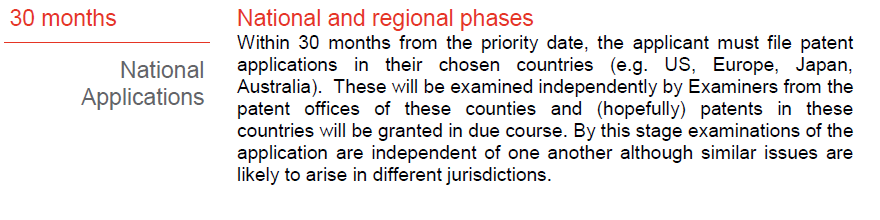 30 months
National
Applications
National and regional phases
Within 30 months from the priority date, the applicant must file patent
applications in their chosen countries (e.g. US, Europe, Japan,
Australia).  These will be examined independently by Examiners from the
patent offices of these counties and (hopefully) patents in these
countries will be granted in due course. By this stage examinations of the
application are independent of one another although similar issues are
likely to arise in different jurisdictions.